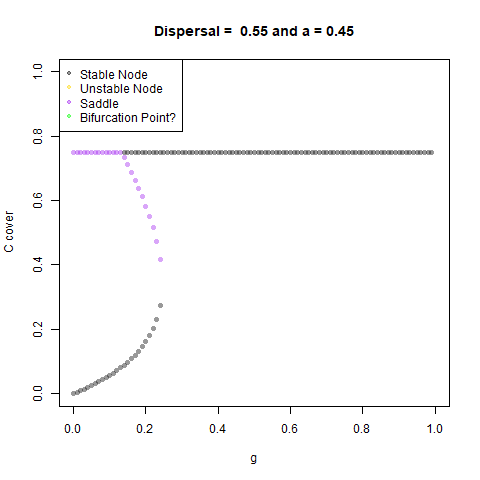 Dispersal =  0.55 and a = 0.45
Stable Node
Unstable Node
Saddle
Bifurcation Point?
C cover
1.0
0.8
0.6
0.4
0.2
0.0
0.0 0.2 0.4 0.6 0.8 1.0
g